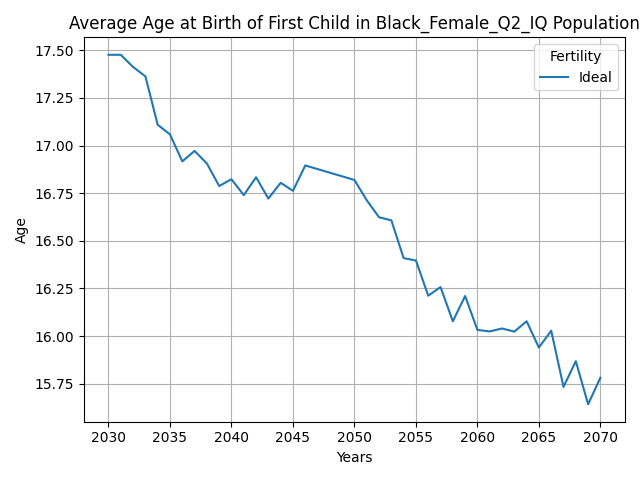 Average Age at Birth of First Child in Black_Female_Q2_IQ Population
Fertility
Ideal
17.50
17.25
17.00
16.75
16.50
16.25
16.00
15.75
Age
2030 2035 2040 2045 2050 2055 2060 2065 2070
Years